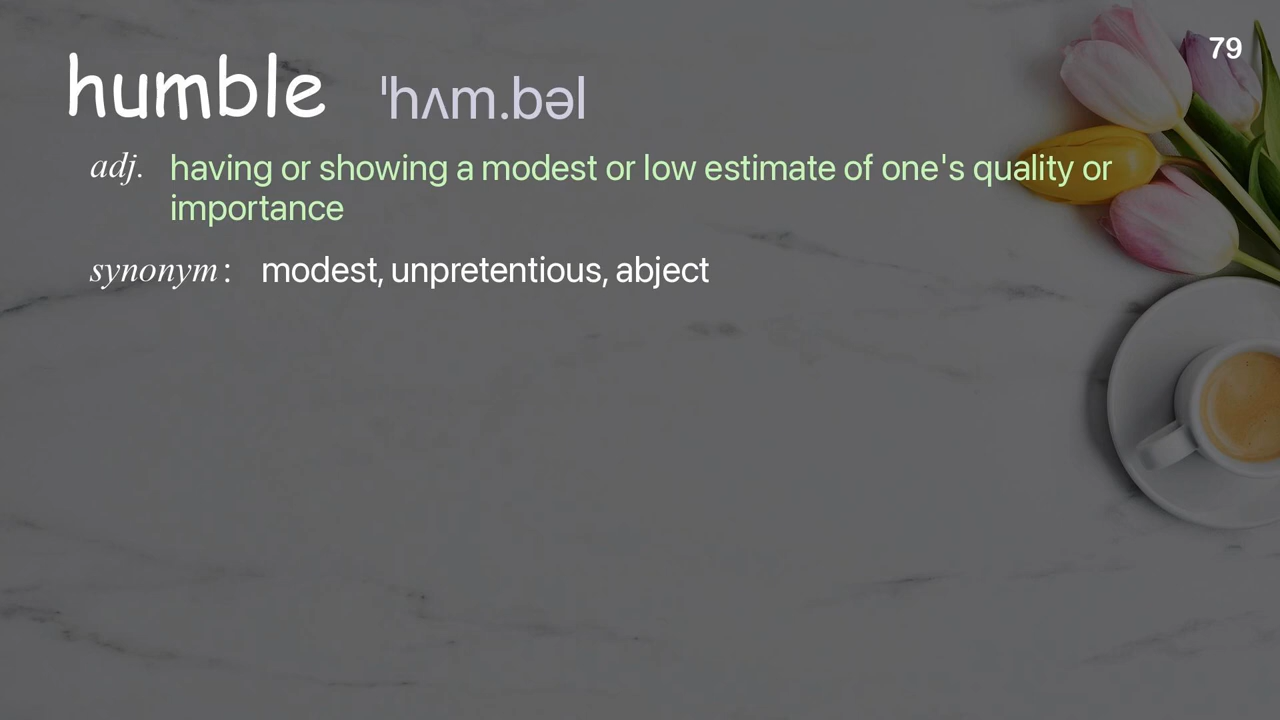 79
humble ˈhʌm.bəl
adj. having or showing a modest or low estimate of one's quality or
importance
synonym: modest, unpretentious, abject